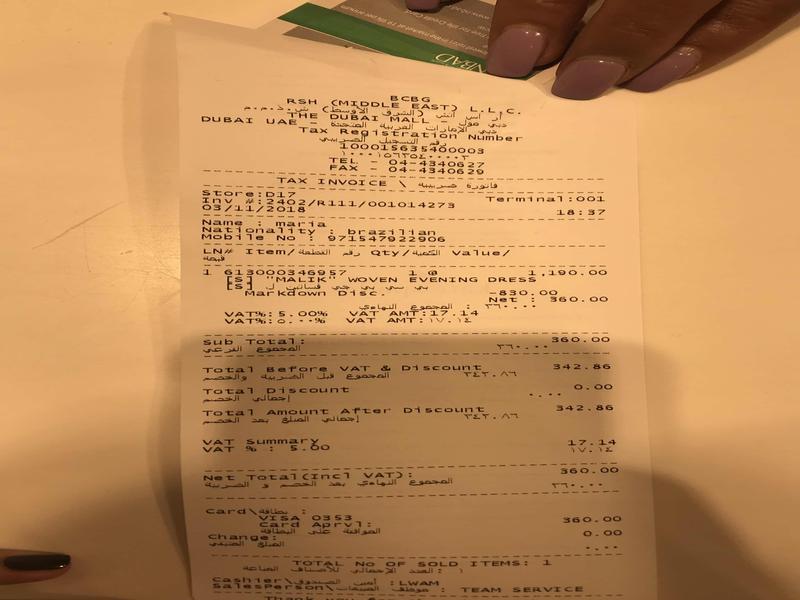 BCBG
RSH (MIDDLE EAST) L.L.C.
أر اس اتش (الشرق الاوسط) ش.ذ.م.م
THE DUBAI MALL -
دبي مول -
DUBAI UAE - دبي الإمارات العربية المتحدة
Tax Registration Number
رقم التسجيل الضريبي
100015635400003
١٠٠٠١٥٦٣٥٤٠٠٠٠٣
TEL - 04-4340627
FAX - 04-4340629
TAX INVOICE \ فاتورة ضريبية
Store:D17 Terminal:001
Inv #:2402/R111/001014273
03/11/2018 18:37
Name : maria
Nationality : brazilian
Mobile No : 971547922906
LN# Item/رقم القطعة Qty/الكمية Value/
قيمة
1 613000346957 1 @ 1,190.00
[S] "MALIK" WOVEN EVENING DRESS
[S] بي سي بي جي فساتين ل
Markdown Disc. -830.00
Net : 360.00
المجموع النهائي : ٣٦٠.٠٠
VAT%: 5.00% VAT AMT:17.14
VAT%:٥.٠٠% VAT AMT:١٧.١٤
Sub Total: 360.00
المجموع الفرعي ٣٦٠.٠٠
Total Before VAT & Discount 342.86
المجموع قبل الضريبة والخصم ٣٤٢.٨٦
Total Discount 0.00
إجمالي الخصم ٠.٠٠
Total Amount After Discount 342.86
إجمالي المبلغ بعد الخصم ٣٤٢.٨٦
VAT Summary 17.14
VAT % : 5.00 ١٧.١٤
Net Total(Incl VAT): 360.00
المجموع النهائي بعد الخصم و الضريبة ٣٦٠.٠٠
Card\بطاقة :
VISA 0353 360.00
Card Aprvl:
الموافقة على البطاقة
Change: 0.00
المبلغ المتبقي ٠.٠٠
TOTAL No OF SOLD ITEMS: 1
العدد الإجمالي للأصناف المباعة : ١
Cashier\أمين الصندوق :LWAM
SalesPerson\موظف المبيعات : TEAM SERVICE
NBAD